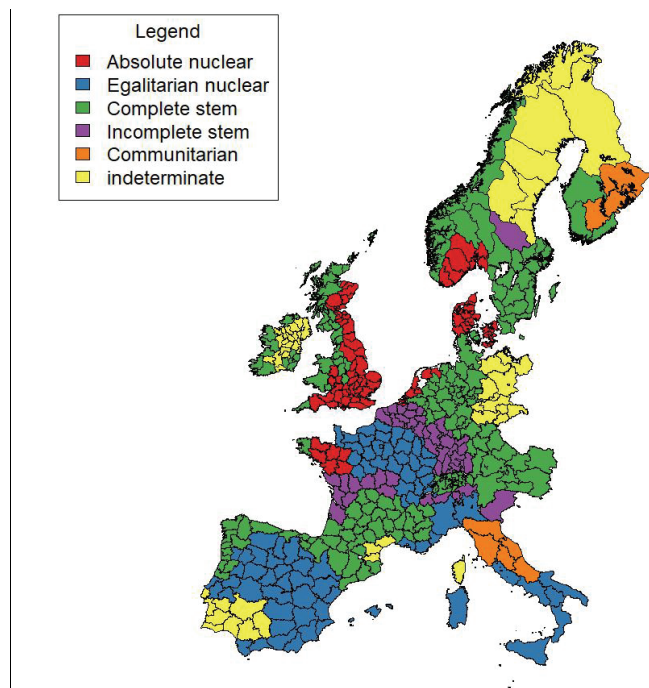 Legend
Absolute nuclear
Egalitarian nuclear
Complete stem
Incomplete stem
Communitarian
indeterminate